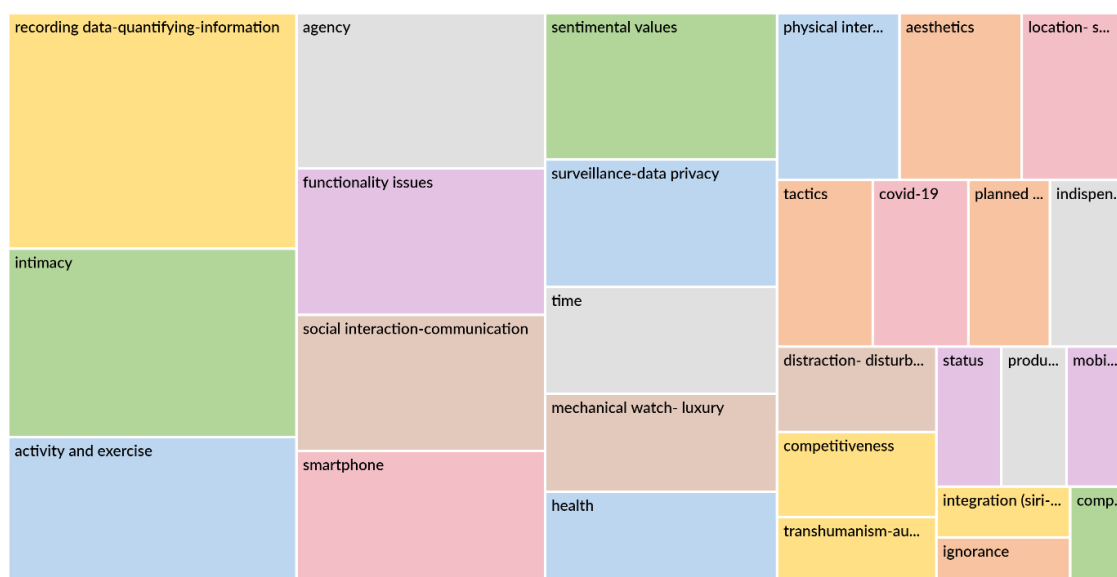 recording data-quantifying-information
intimacy
activity and exercise
agency
functionality issues
social interaction-communication
smartphone
sentimental values
surveillance-data privacy
time
mechanical watch- luxury
health
physical inter...
aesthetics
location- s...
tactics
covid-19
planned ...
indispen..
distraction- disturb...
status
produ...
mobi...
competitiveness
transhumanism-au...
integration (siri-...
ignorance
comp..